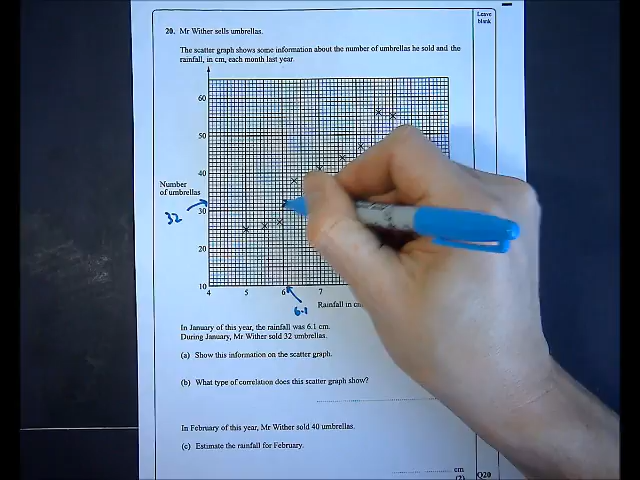 Leave
blank
20. Mr Wither sells umbrellas.
The scatter graph shows some information about the number of umbrellas he sold and the
rainfall, in cm, each month last year.
60
50
40
Number
of umbrellas
32
30
20
10
4 5 6 7
6.1
Rainfall in cm
In January of this year, the rainfall was 6.1 cm.
During January, Mr Wither sold 32 umbrellas.
(a) Show this information on the scatter graph.
(b) What type of correlation does this scatter graph show?
In February of this year, Mr Wither sold 40 umbrellas.
(c) Estimate the rainfall for February.
cm
(2)
Q20